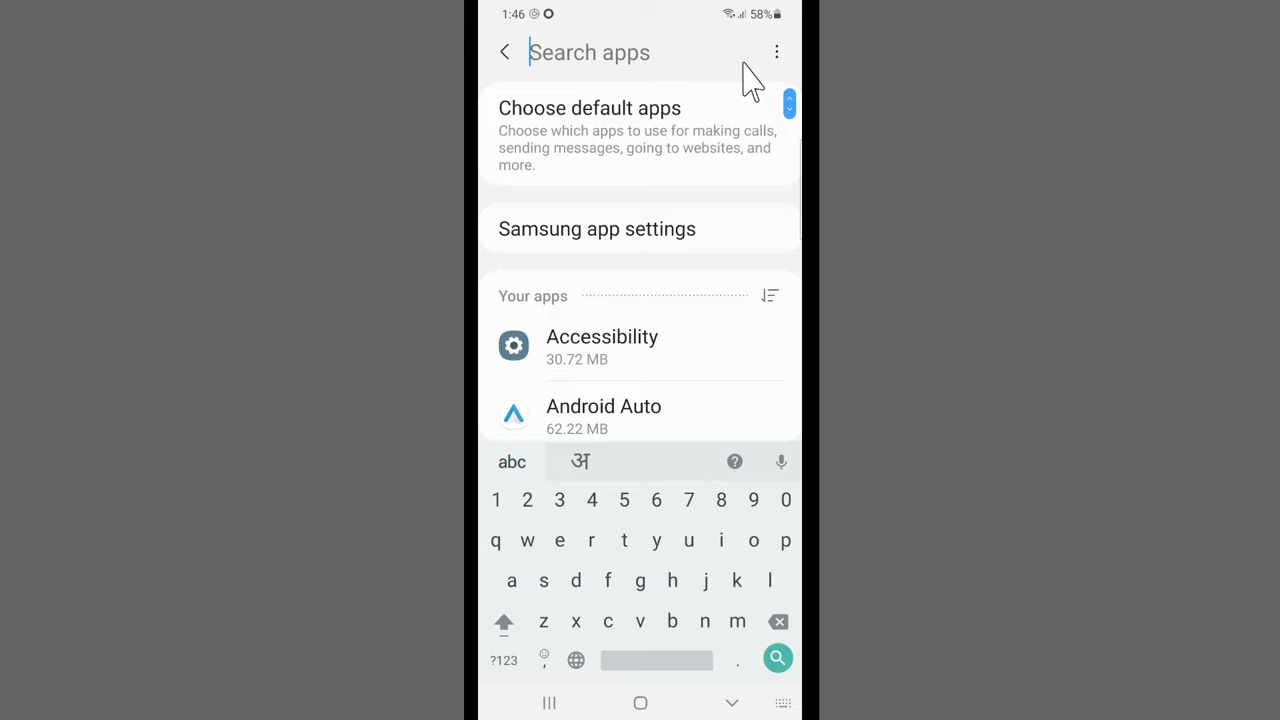 1:46 58%
Search apps
Choose default apps
Choose which apps to use for making calls,
sending messages, going to websites, and
more.
Samsung app settings
Your apps
Accessibility
30.72 MB
Android Auto
62.22 MB
abc अ
1 2 3 4 5 6 7 8 9 0
q w e r t y u i o p
a s d f g h j k l
z x c v b n m
?123 , .